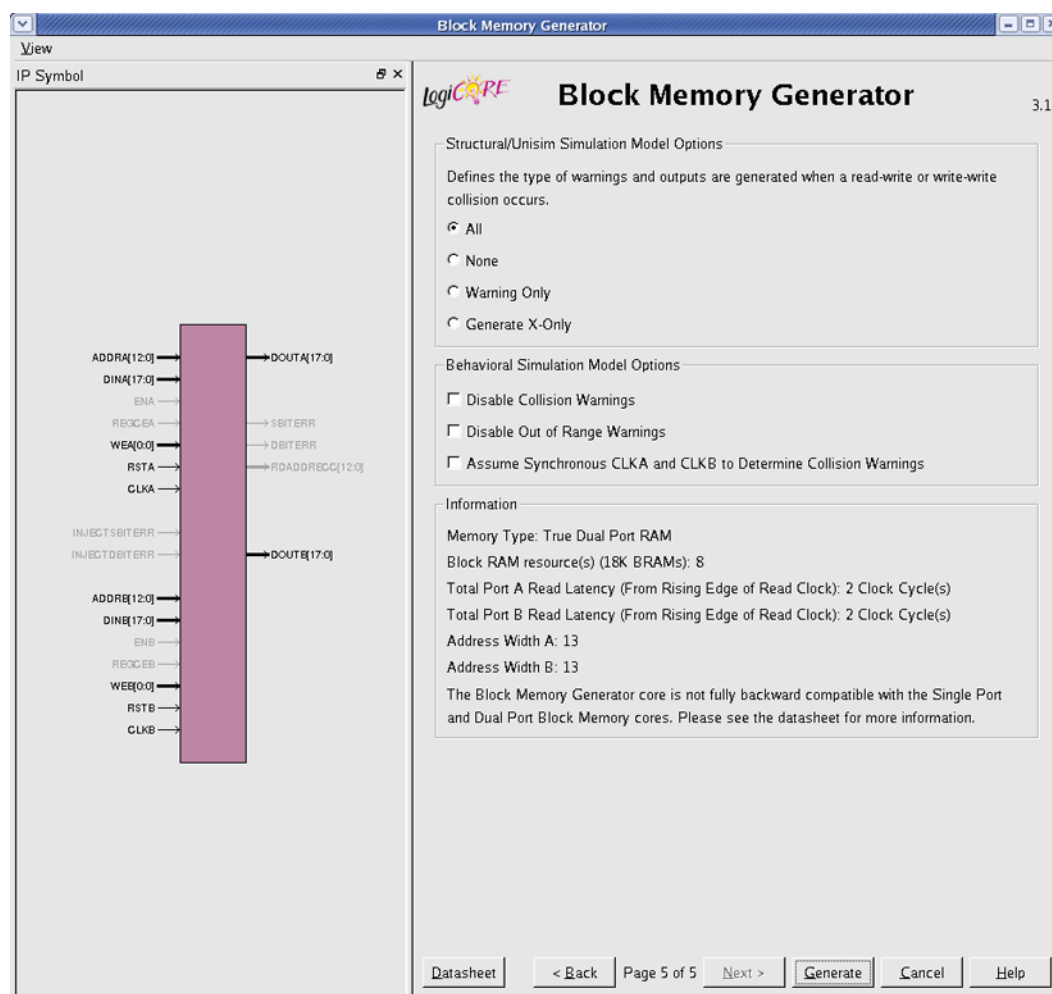 Block Memory Generator
View
IP Symbol
ADDRA[12:0]
DOUTA[17:0]
DINA[17:0]
ENA
REGCEA
SBITERR
WEA[0:0]
DBITERR
RSTA
RDADDRECC[12:0]
CLKA
INJECTSBITERR
INJECTDBITERR
DOUTB[17:0]
ADDRB[12:0]
DINB[17:0]
ENB
REGCEB
WEB[0:0]
RSTB
CLKB
LogiCORE
Block Memory Generator
3.1
Structural/Unisim Simulation Model Options
Defines the type of warnings and outputs are generated when a read-write or write-write
collision occurs.
All
None
Warning Only
Generate X-Only
Behavioral Simulation Model Options
Disable Collision Warnings
Disable Out of Range Warnings
Assume Synchronous CLKA and CLKB to Determine Collision Warnings
Information
Memory Type: True Dual Port RAM
Block RAM resource(s) (18K BRAMs): 8
Total Port A Read Latency (From Rising Edge of Read Clock): 2 Clock Cycle(s)
Total Port B Read Latency (From Rising Edge of Read Clock): 2 Clock Cycle(s)
Address Width A: 13
Address Width B: 13
The Block Memory Generator core is not fully backward compatible with the Single Port
and Dual Port Block Memory cores. Please see the datasheet for more information.
Datasheet
< Back
Page 5 of 5
Next >
Generate
Cancel
Help